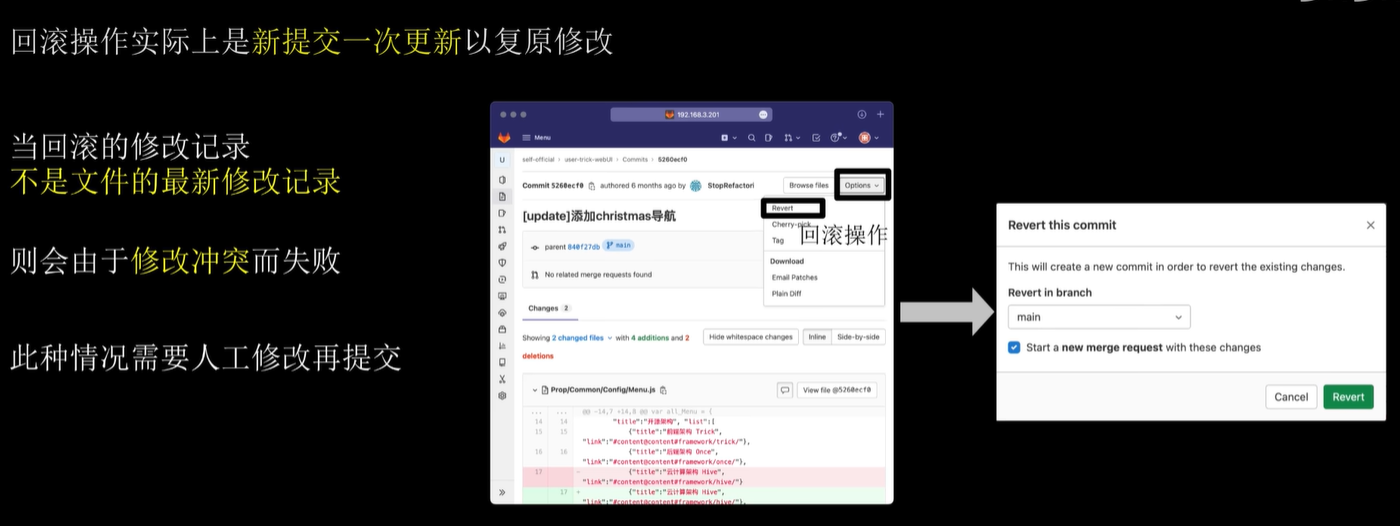 回滚操作实际上是新提交一次更新以复原修改
当回滚的修改记录
不是文件的最新修改记录
则会由于修改冲突而失败
此种情况需要人工修改再提交
192.168.3.201
Menu
U
self-official › user-trick-webUI › Commits › 5260ecf0
Commit 5260ecf0 authored 6 months ago by StopRefactori
Browse files
Options
[update]添加christmas导航
Revert
Cherry-pick
Tag
回滚操作
Download
Email Patches
Plain Diff
parent 840f27db main
No related merge requests found
Changes 2
Showing 2 changed files with 4 additions and 2 deletions
Hide whitespace changes
Inline
Side-by-side
Prop/Common/Config/Menu.js
View file @5260ecf0
... ... @@ -14,7 +14,8 @@ var all_Menu = {
14 14 "title":"开源架构", "list":[
15 15 {"title":"前端架构 Trick",
"link":"#content@content#framework/trick/"},
16 16 {"title":"后端架构 Once",
"link":"#content@content#framework/once/"},
17 - {"title":"云计算架构 Hive",
"link":"#content@content#framework/hive/"}
17 + {"title":"云计算架构 Hive",
"link":"#content@content#framework/hive/"},
Revert this commit
This will create a new commit in order to revert the existing changes.
Revert in branch
main
Start a new merge request with these changes
Cancel
Revert